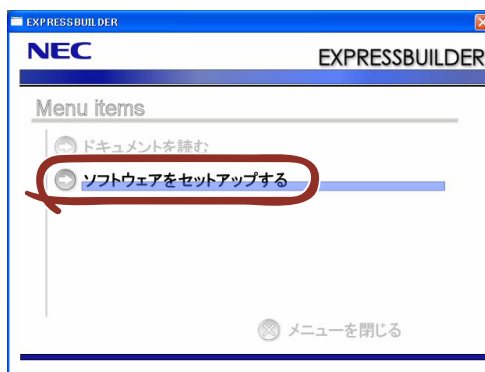 EXPRESSBUILDER
NEC
EXPRESSBUILDER
Menu items
ドキュメントを読む
ソフトウェアをセットアップする
メニューを閉じる